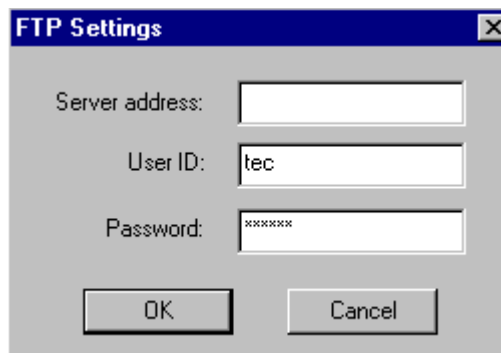 FTP Settings
Server address:
User ID: tec
Password: ******
OK Cancel